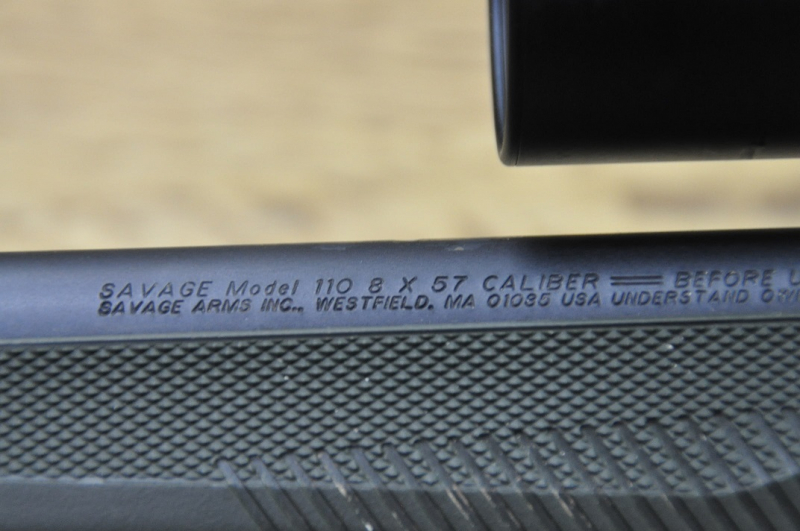 SAVAGE Model 110 8 X 57 CALIBER BEFORE
SAVAGE ARMS INC., WESTFIELD, MA 01085 USA UNDERSTAND